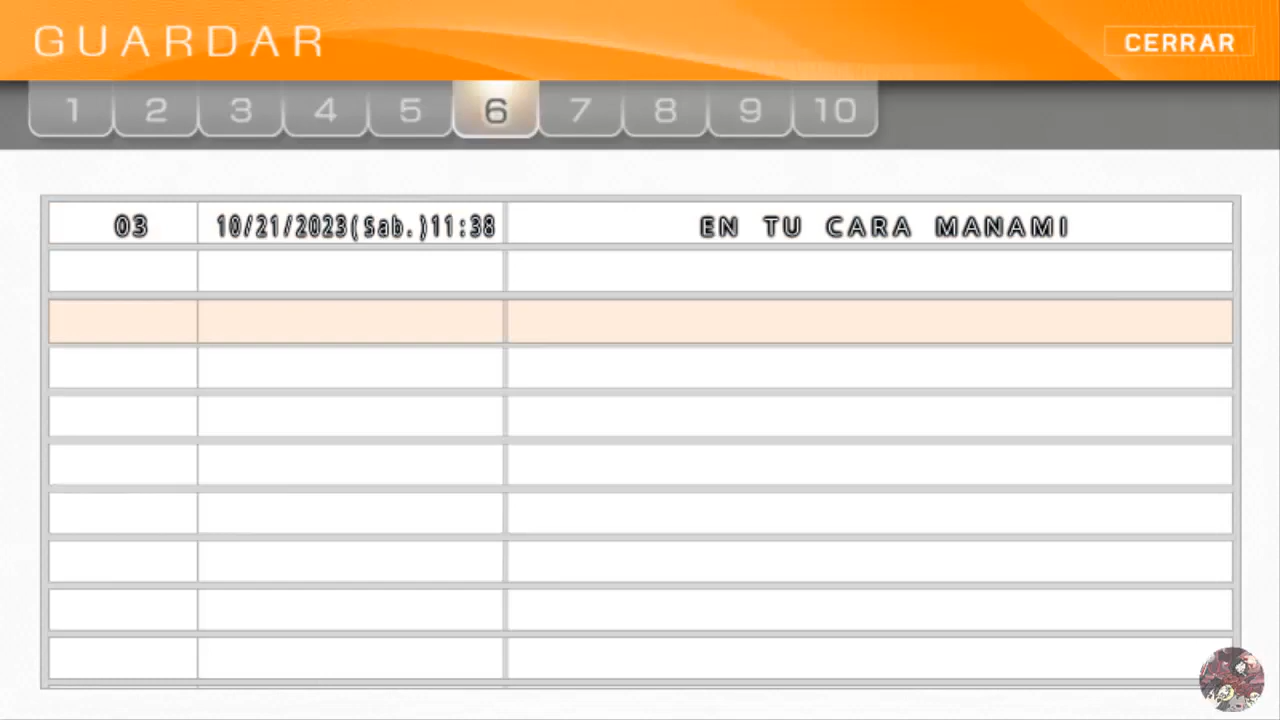 GUARDAR
CERRAR
1 2 3 4 5 6 7 8 9 10
03 10/21/2023(Sab.)11:38 EN TU CARA MANAMI